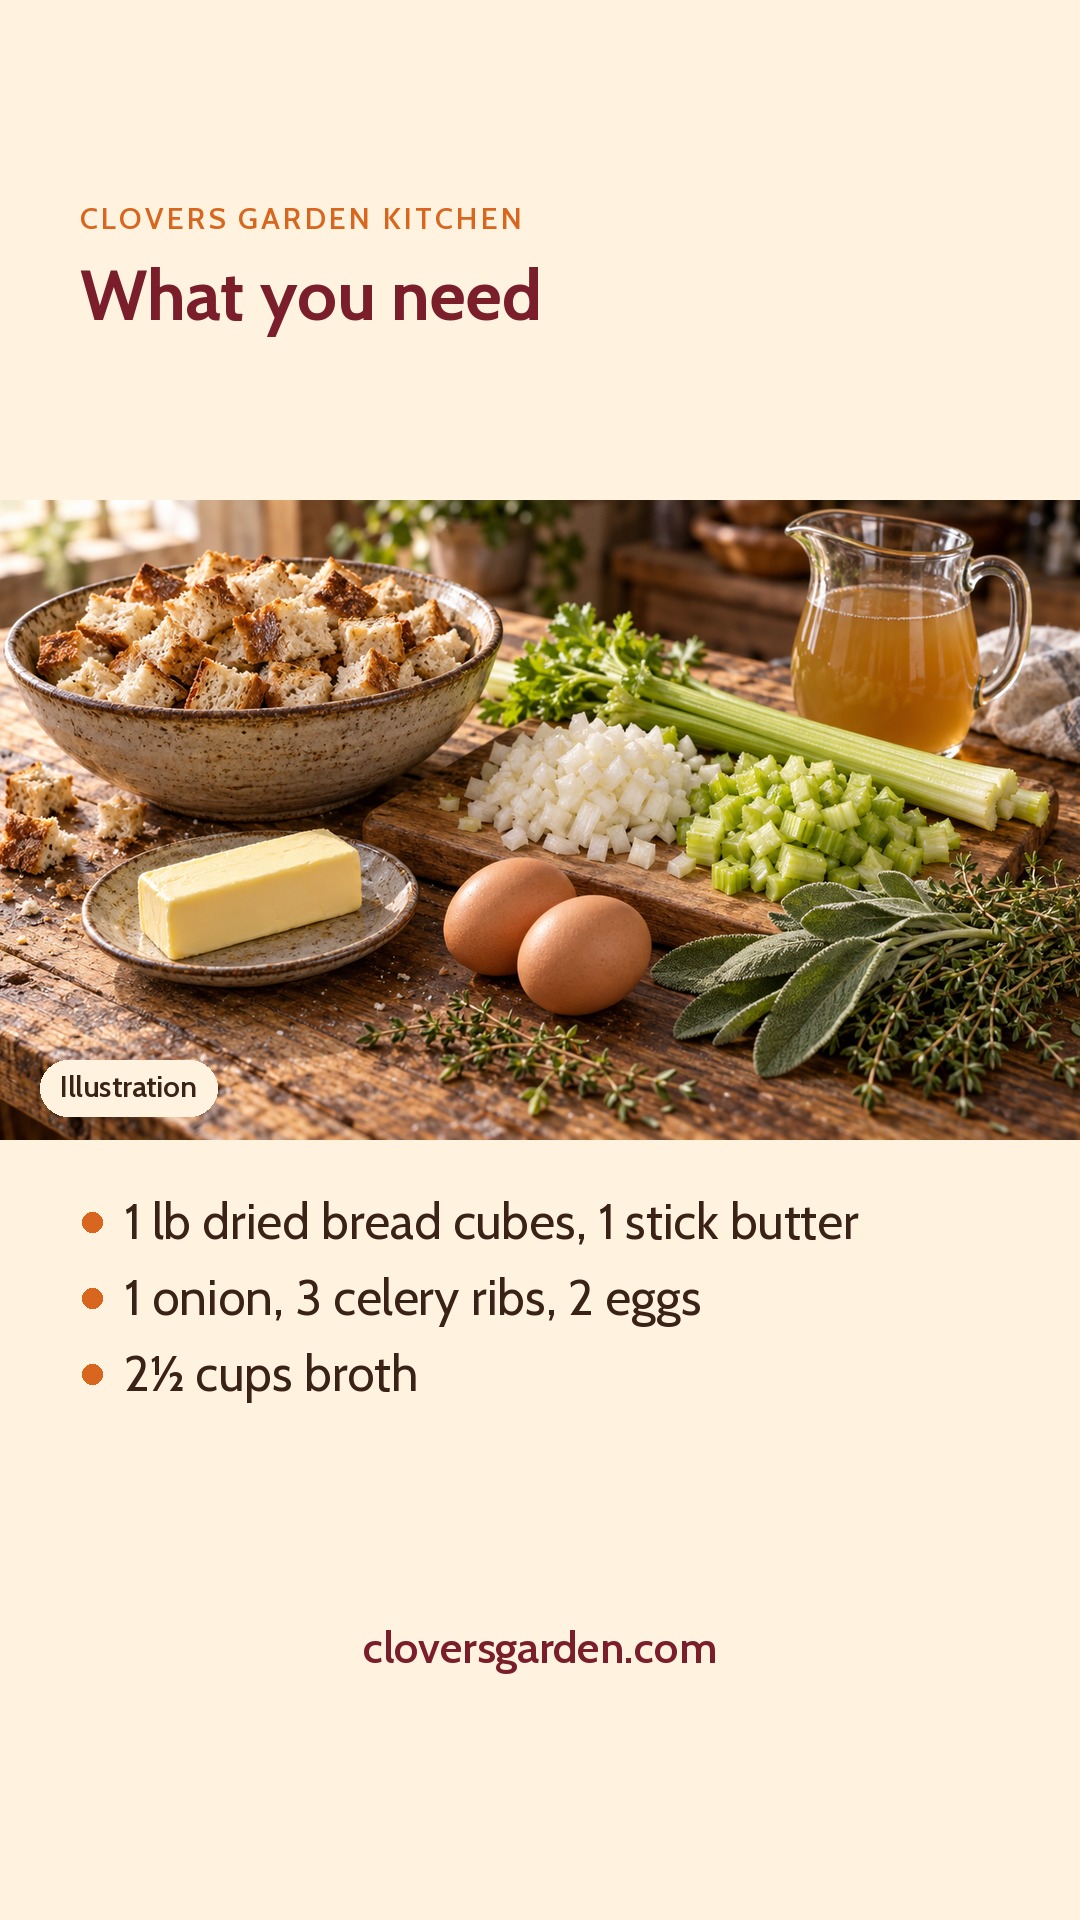 CLOVERS GARDEN KITCHEN
What you need
Illustration
1 lb dried bread cubes, 1 stick butter
1 onion, 3 celery ribs, 2 eggs
2½ cups broth
cloversgarden.com